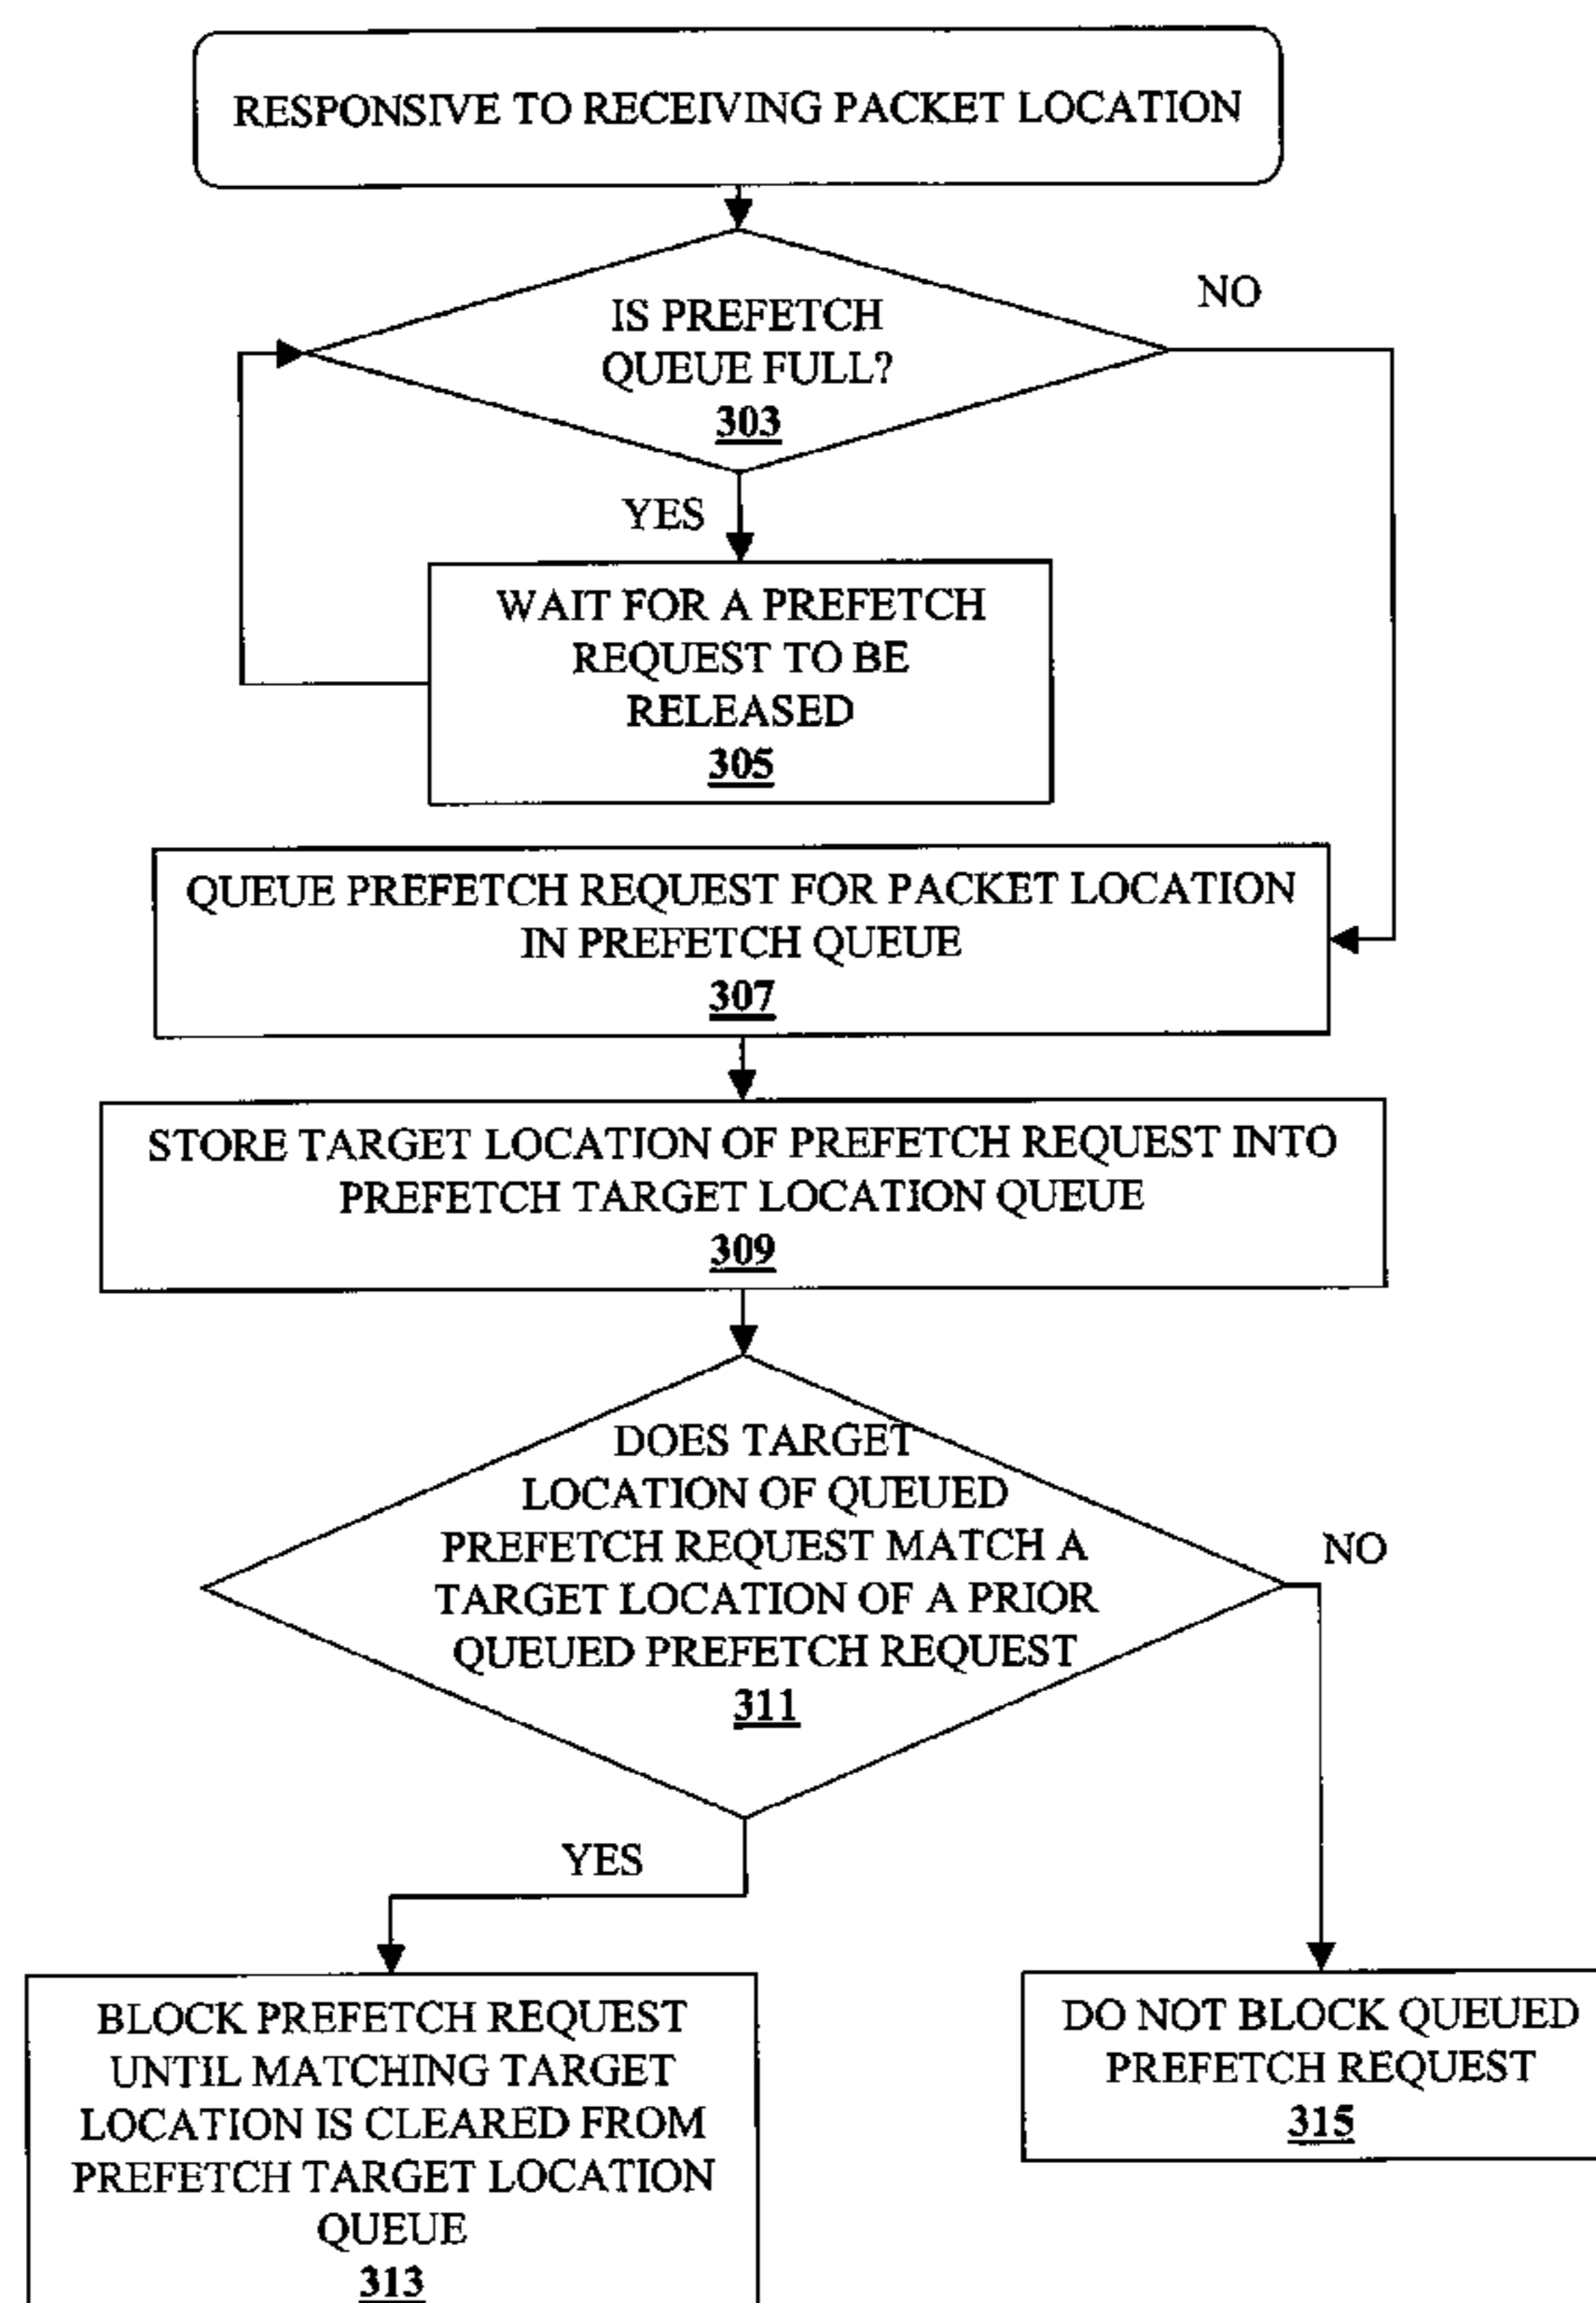 RESPONSIVE TO RECEIVING PACKET LOCATION
NO
IS PREFETCH
QUEUE FULL?
303
YES
WAIT FOR A PREFETCH
REQUEST TO BE
RELEASED
305
QUEUE PREFETCH REQUEST FOR PACKET LOCATION
IN PREFETCH QUEUE
307
STORE TARGET LOCATION OF PREFETCH REQUEST INTO
PREFETCH TARGET LOCATION QUEUE
309
DOES TARGET
LOCATION OF QUEUED
PREFETCH REQUEST MATCH A
TARGET LOCATION OF A PRIOR
QUEUED PREFETCH REQUEST
311
NO
YES
BLOCK PREFETCH REQUEST
UNTIL MATCHING TARGET
LOCATION IS CLEARED FROM
PREFETCH TARGET LOCATION
QUEUE
313
DO NOT BLOCK QUEUED
PREFETCH REQUEST
315